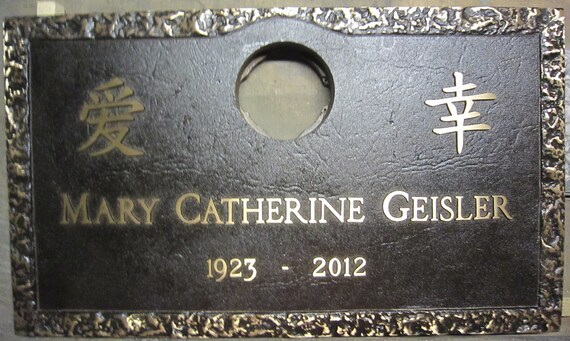 愛 幸
MARY CATHERINE GEISLER
1923 - 2012